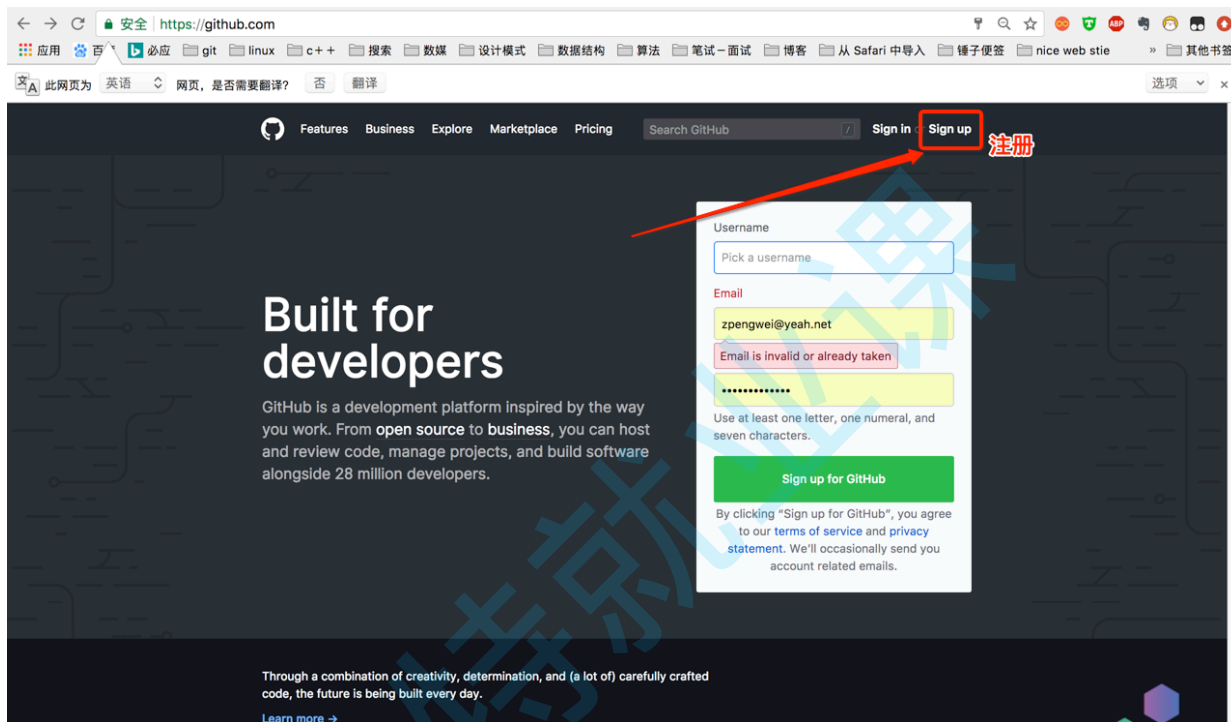 安全 | https://github.com
应用 百 必应 git linux c++ 搜索 数媒 设计模式 数据结构 算法 笔试-面试 博客 从 Safari 中导入 锤子便签 nice web stie » 其他书签
此网页为 英语 网页，是否需要翻译? 否 翻译 选项 ×
Features Business Explore Marketplace Pricing Search GitHub / Sign in or Sign up
注册
Username
Pick a username
Email
zpengwei@yeah.net
Email is invalid or already taken
•••••••••••••
Use at least one letter, one numeral, and
seven characters.
Sign up for GitHub
By clicking “Sign up for GitHub”, you agree
to our terms of service and privacy
statement. We’ll occasionally send you
account related emails.
Built for
developers
GitHub is a development platform inspired by the way
you work. From open source to business, you can host
and review code, manage projects, and build software
alongside 28 million developers.
Through a combination of creativity, determination, and (a lot of) carefully crafted
code, the future is being built every day.
Learn more →
特就业课